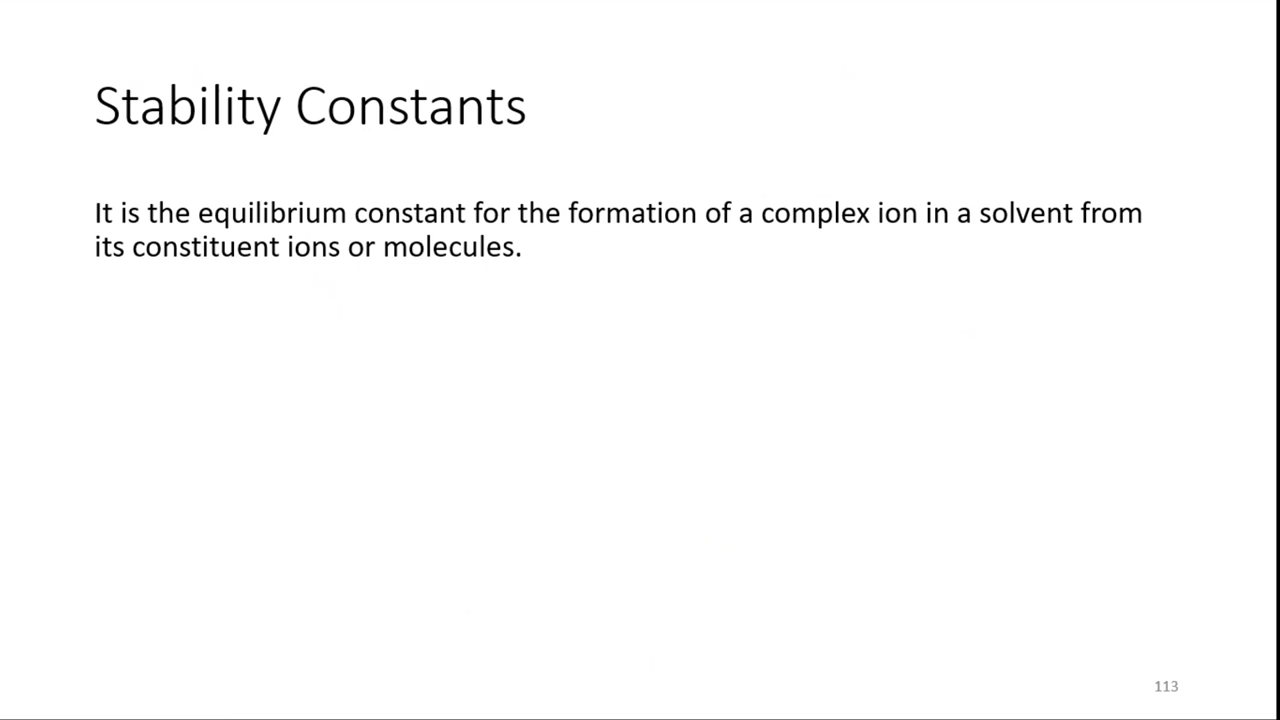 Stability Constants
It is the equilibrium constant for the formation of a complex ion in a solvent from
its constituent ions or molecules.
113